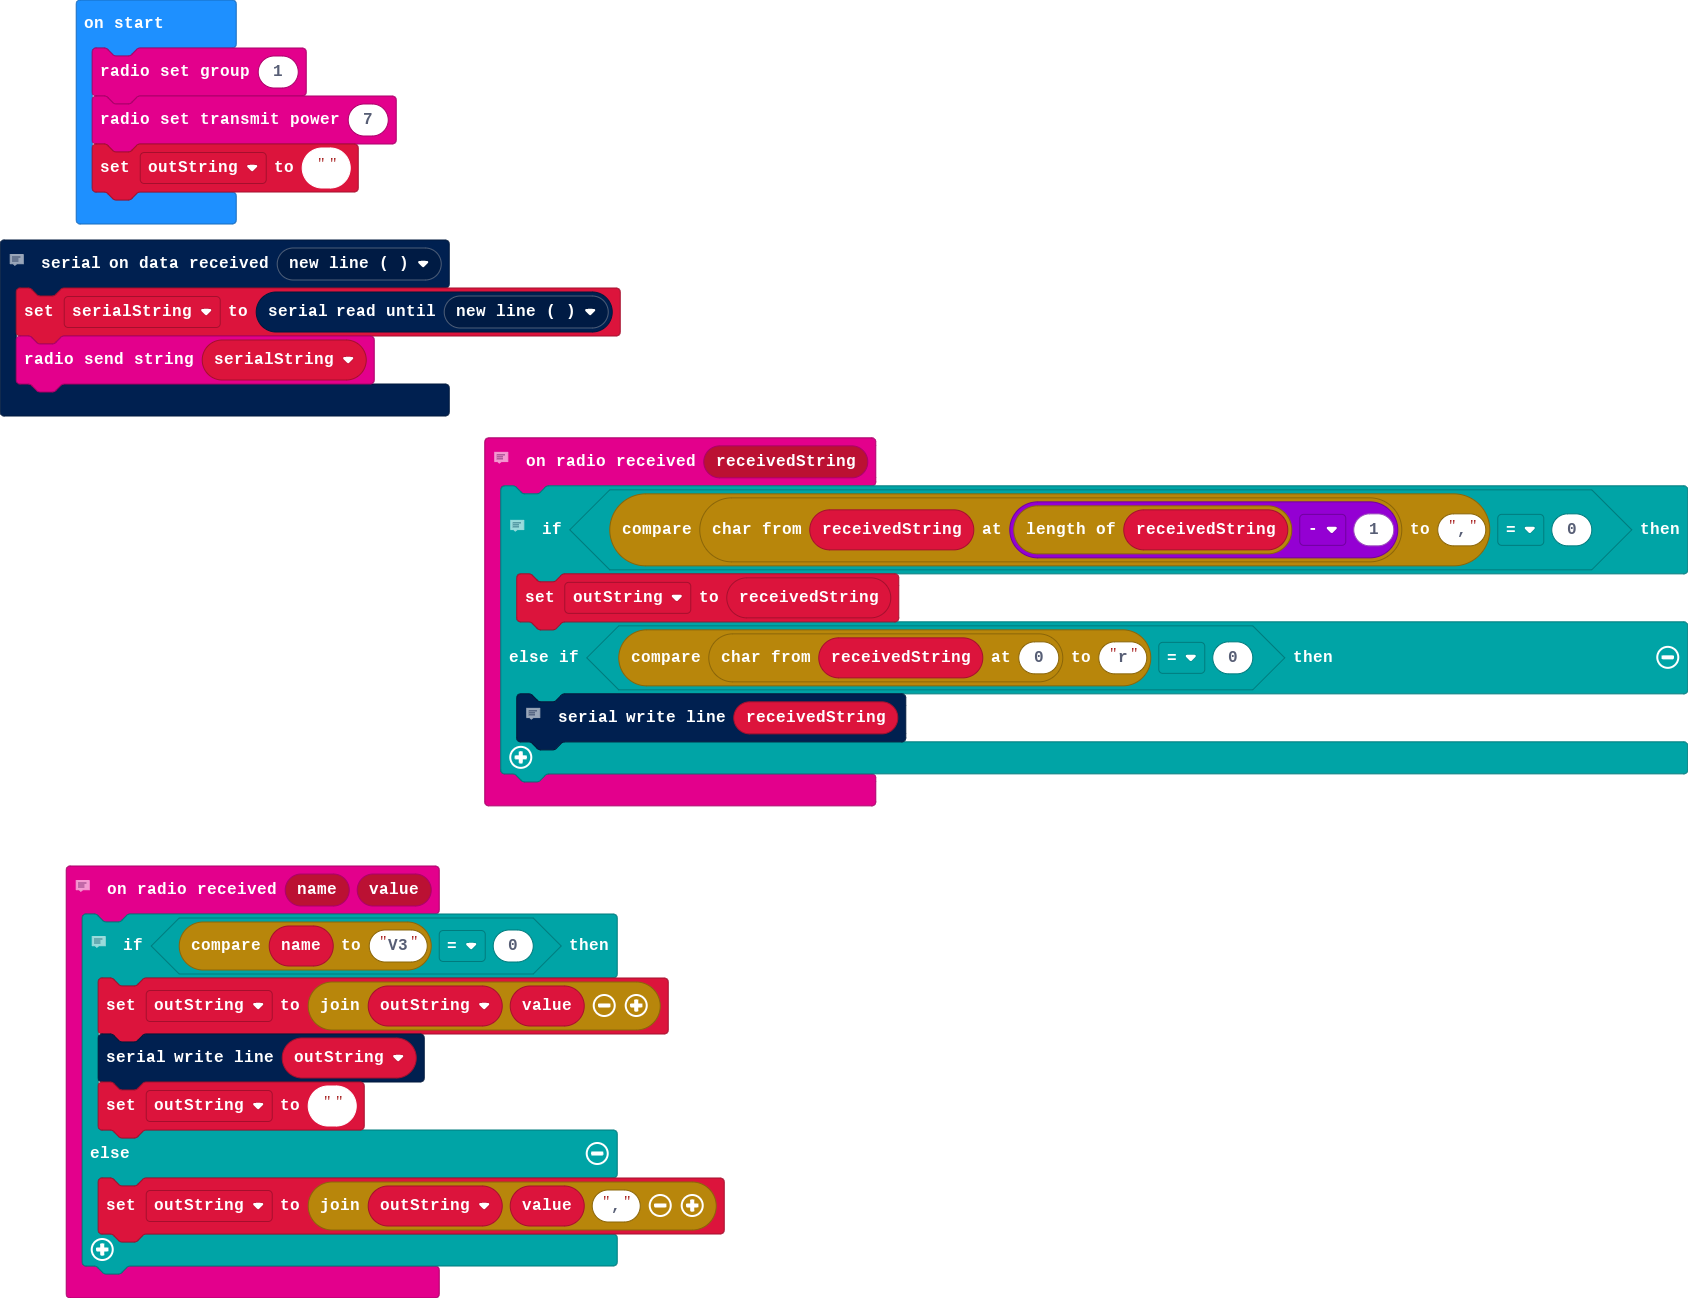 on start
radio set group 1
radio set transmit power 7
set outString to " "
serial on data received new line ( )
set serialString to serial read until new line ( )
radio send string serialString
on radio received receivedString
if compare char from receivedString at length of receivedString - 1 to "," = 0 then
set outString to receivedString
else if compare char from receivedString at 0 to "r" = 0 then
serial write line receivedString
on radio received name value
if compare name to "V3" = 0 then
set outString to join outString value
serial write line outString
set outString to " "
else
set outString to join outString value ","